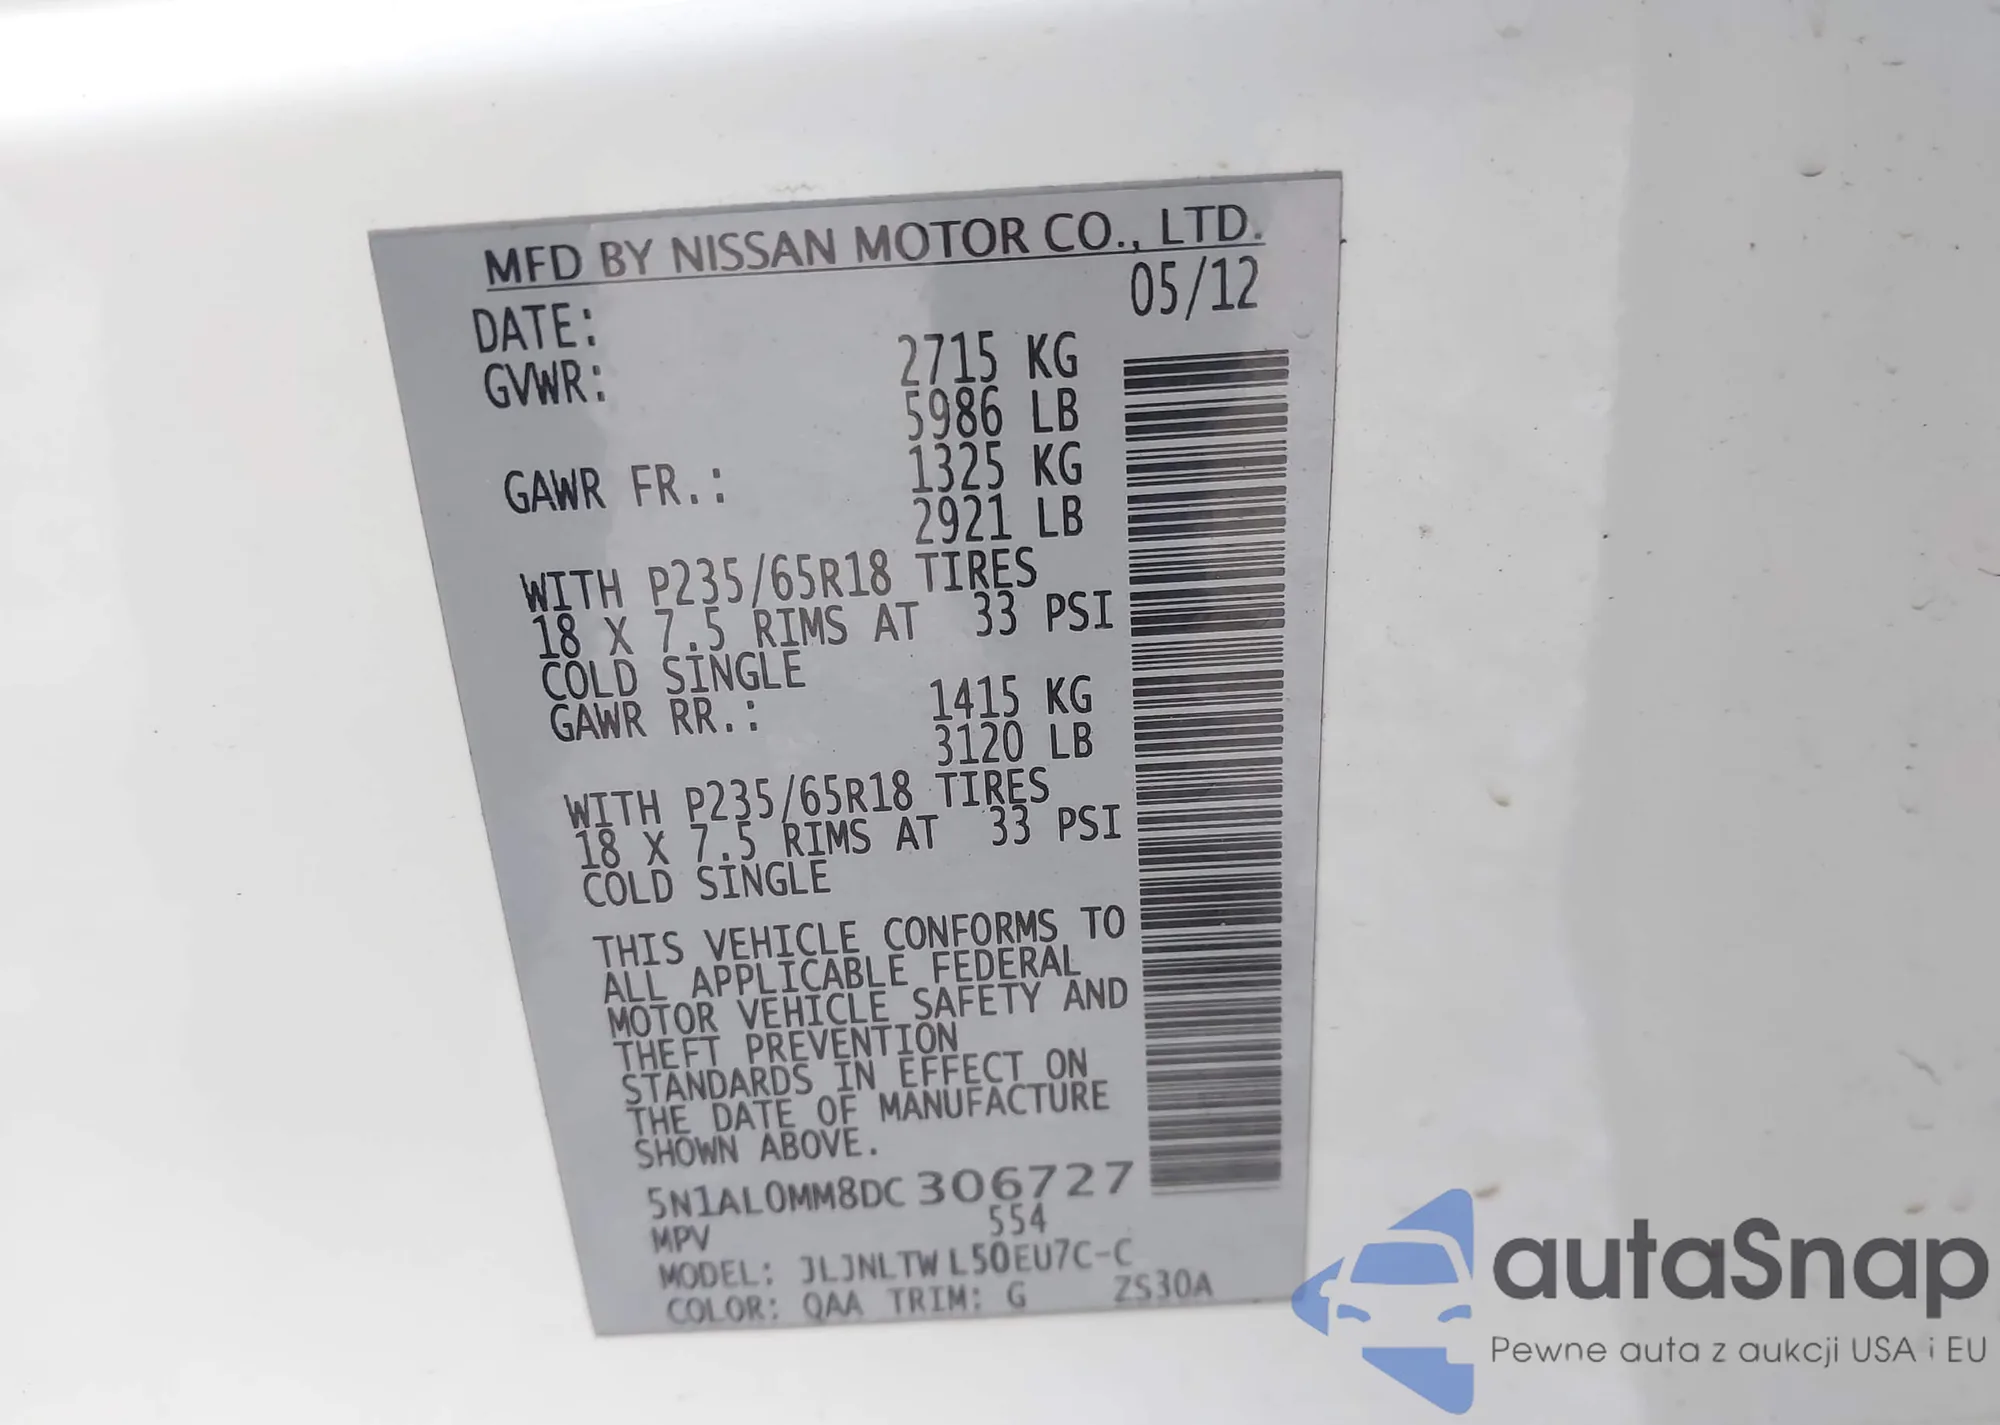 MFD BY NISSAN MOTOR CO., LTD.
DATE: 05/12
GVWR: 2715 KG
5986 LB
GAWR FR.: 1325 KG
2921 LB
WITH P235/65R18 TIRES
18 X 7.5 RIMS AT 33 PSI
COLD SINGLE
GAWR RR.: 1415 KG
3120 LB
WITH P235/65R18 TIRES
18 X 7.5 RIMS AT 33 PSI
COLD SINGLE
THIS VEHICLE CONFORMS TO
ALL APPLICABLE FEDERAL
MOTOR VEHICLE SAFETY AND
THEFT PREVENTION
STANDARDS IN EFFECT ON
THE DATE OF MANUFACTURE
SHOWN ABOVE.
5N1AL0MM8DC306727
MPV 554
MODEL: JLJNLTWL50EU7C-C
COLOR: QAA TRIM: G ZS30A
autaSnap
Pewne auta z aukcji USA i EU